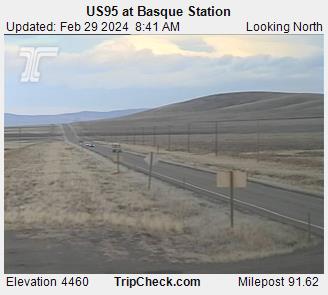 US95 at Basque Station
Updated: Feb 29 2024 8:41 AM Looking North
Elevation 4460 TripCheck.com Milepost 91.62